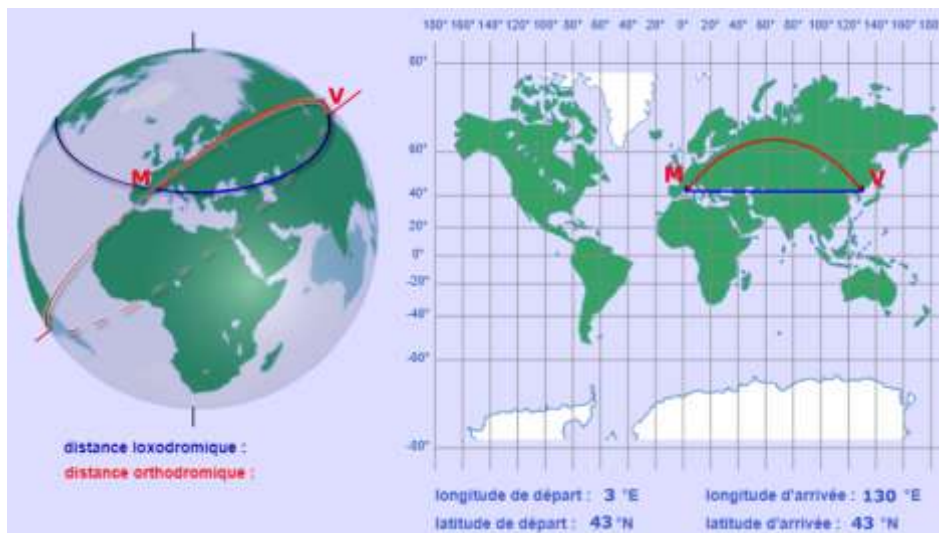 180° 160° 140° 120° 100° 80° 60° 40° 20° 0° 20° 40° 60° 80° 100° 120° 140° 160° 180°
80°
60°
40°
20°
0°
-20°
-40°
-60°
-80°
M
V
M
V
distance loxodromique :
distance orthodromique :
longitude de départ : 3 °E
longitude d'arrivée : 130 °E
latitude de départ : 43 °N
latitude d'arrivée : 43 °N